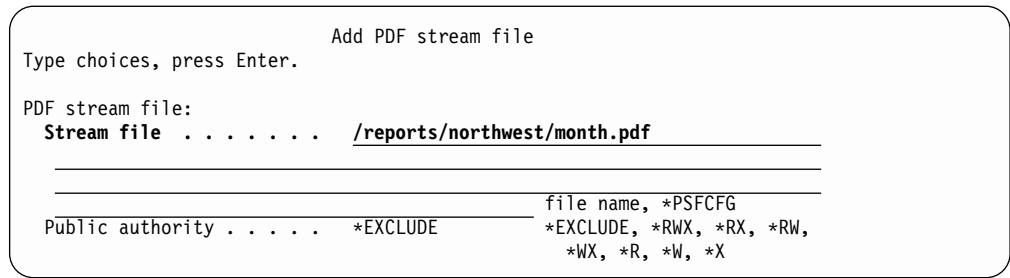 Add PDF stream file
Type choices, press Enter.
PDF stream file:
Stream file . . . . . . . /reports/northwest/month.pdf
file name, *PSFCFG
Public authority . . . . . *EXCLUDE *EXCLUDE, *RWX, *RX, *RW,
*WX, *R, *W, *X